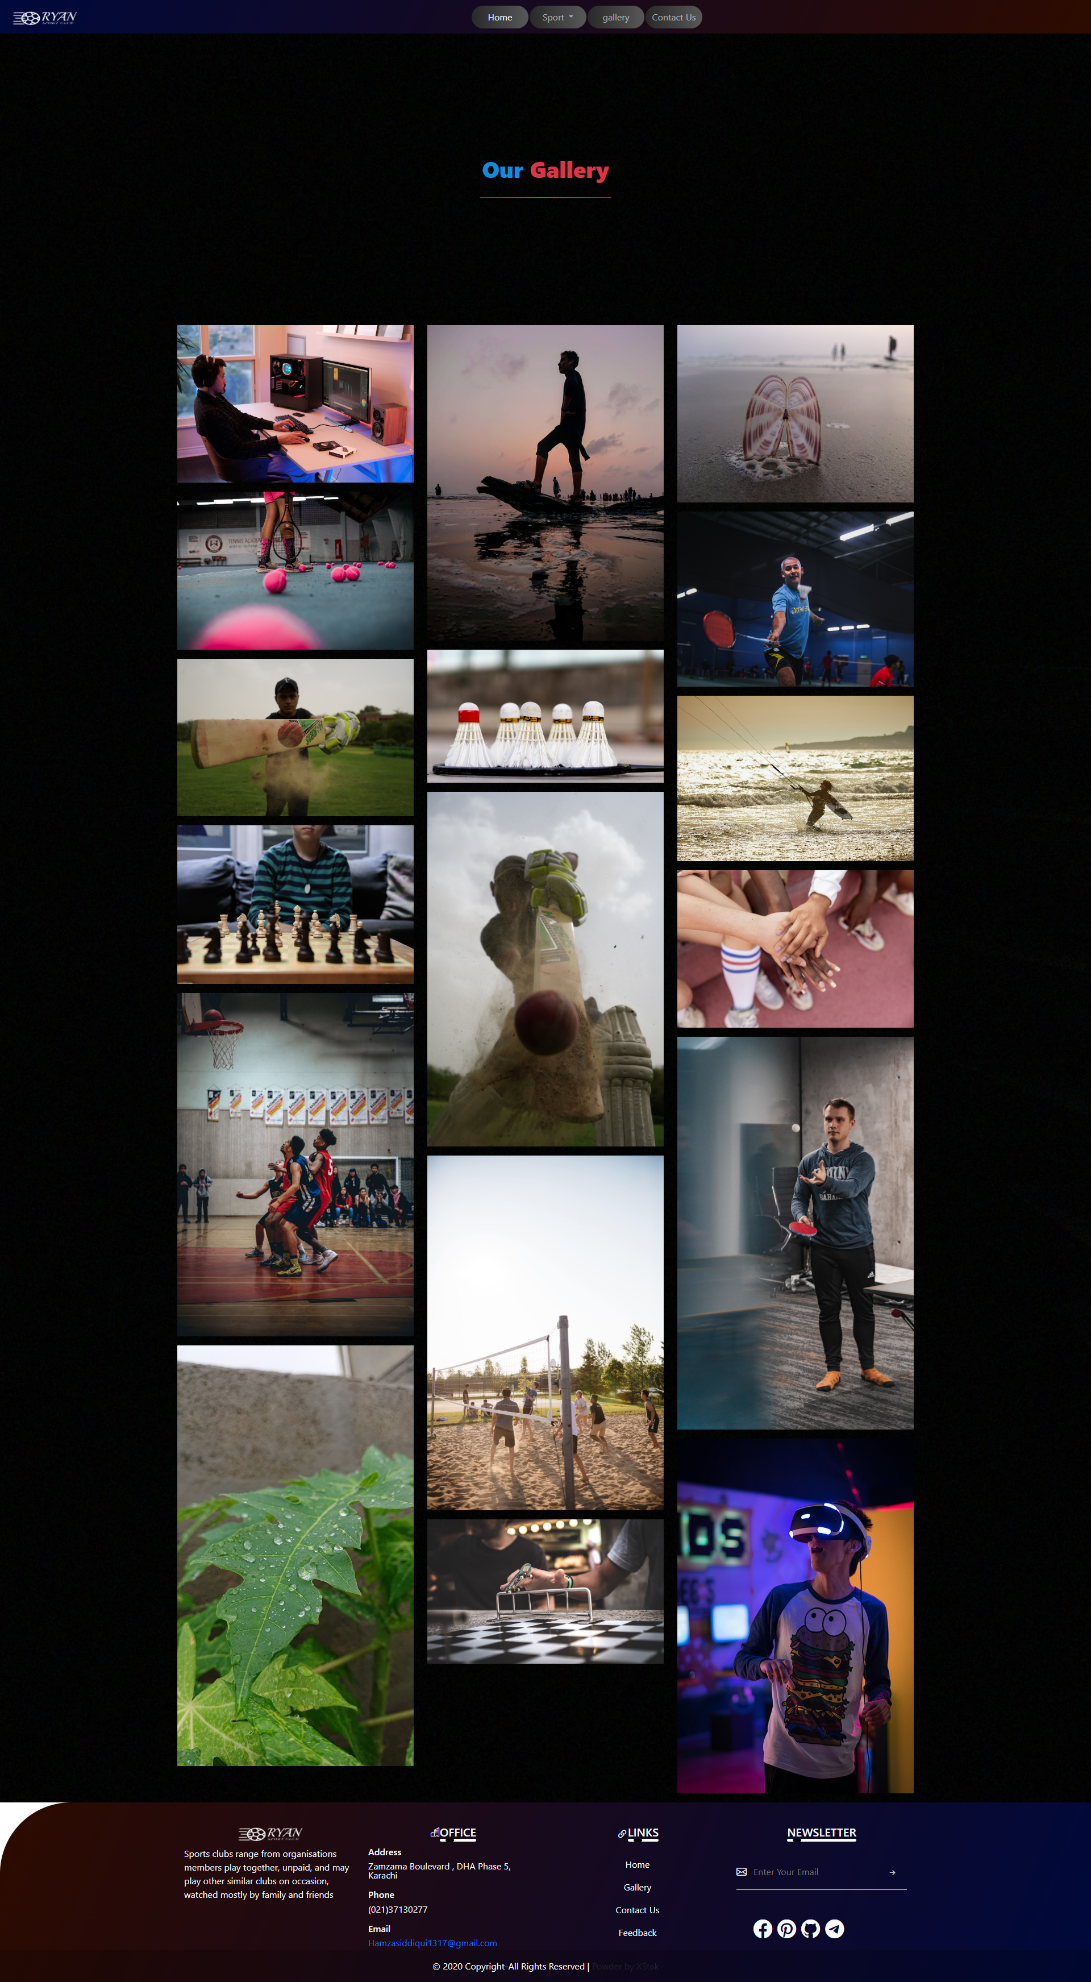 RYAN
Home
Sport
gallery
Contact Us
Our Gallery
RYAN
Sports clubs range from organisations
members play together, unpaid, and may
play other similar clubs on occasion,
watched mostly by family and friends
OFFICE
Address
Zamzama Boulevard , DHA Phase 5,
Karachi
Phone
(021)37130277
Email
Hamzasiddiqui1317@gmail.com
LINKS
Home
Gallery
Contact Us
Feedback
NEWSLETTER
Enter Your Email
© 2020 Copyright-All Rights Reserved |